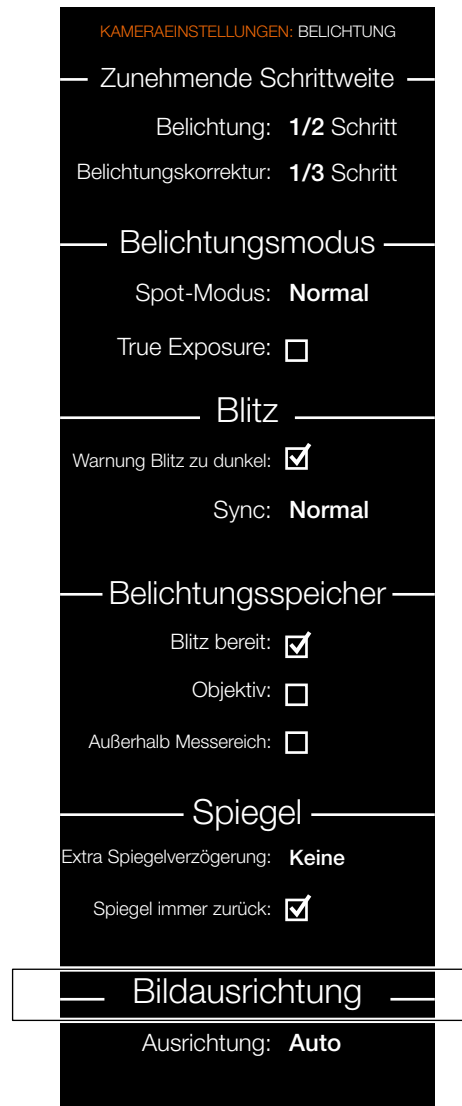 KAMERAEINSTELLUNGEN: BELICHTUNG
Zunehmende Schrittweite
Belichtung: 1/2 Schritt
Belichtungskorrektur: 1/3 Schritt
Belichtungsmodus
Spot-Modus: Normal
True Exposure:
Blitz
Warnung Blitz zu dunkel:
Sync: Normal
Belichtungsspeicher
Blitz bereit:
Objektiv:
Außerhalb Messereich:
Spiegel
Extra Spiegelverzögerung: Keine
Spiegel immer zurück:
Bildausrichtung
Ausrichtung: Auto